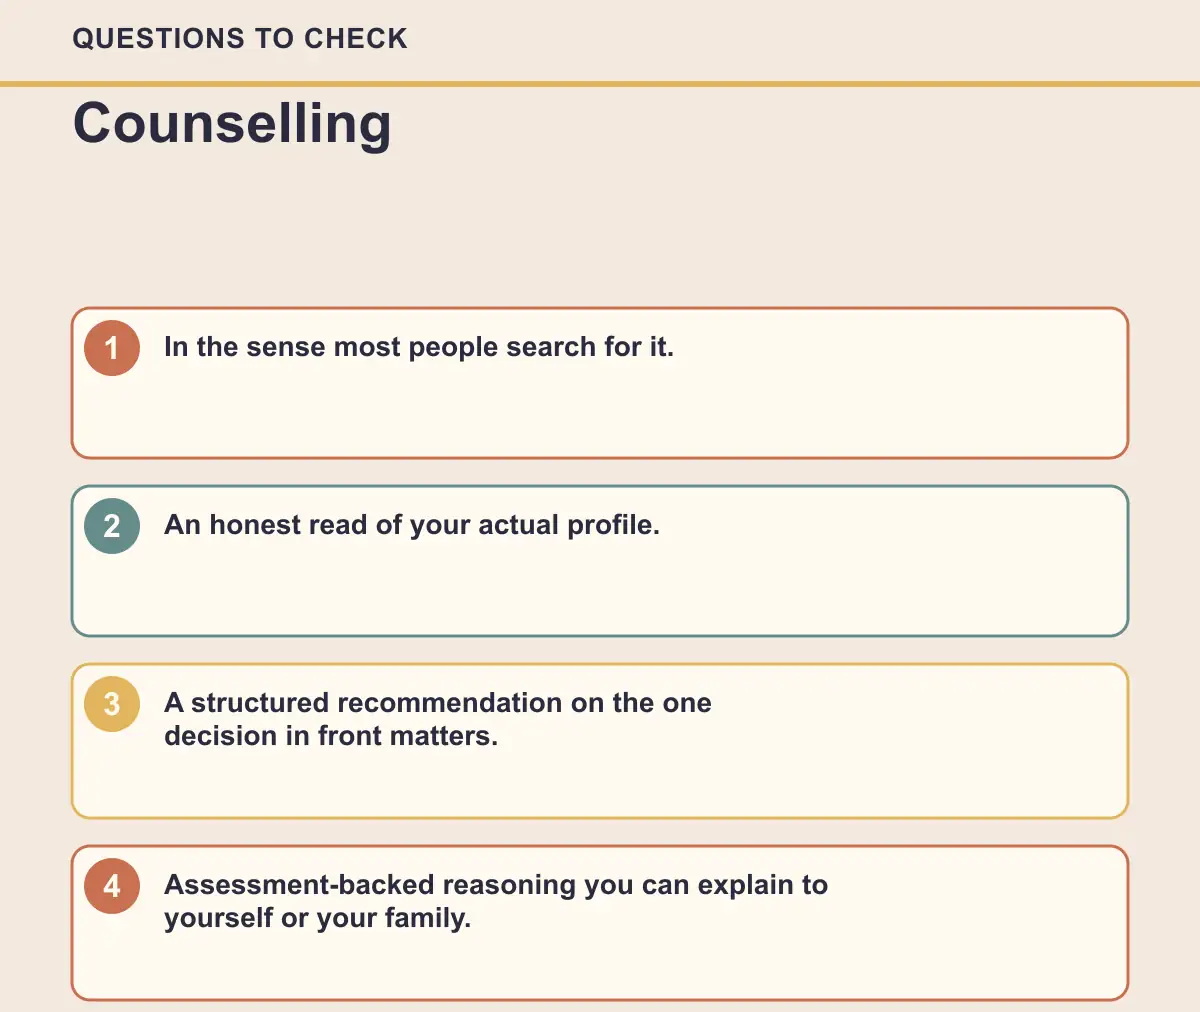 QUESTIONS TO CHECK
Counselling
1
In the sense most people search for it.
2
An honest read of your actual profile.
3
A structured recommendation on the one
decision in front matters.
4
Assessment-backed reasoning you can explain to
yourself or your family.